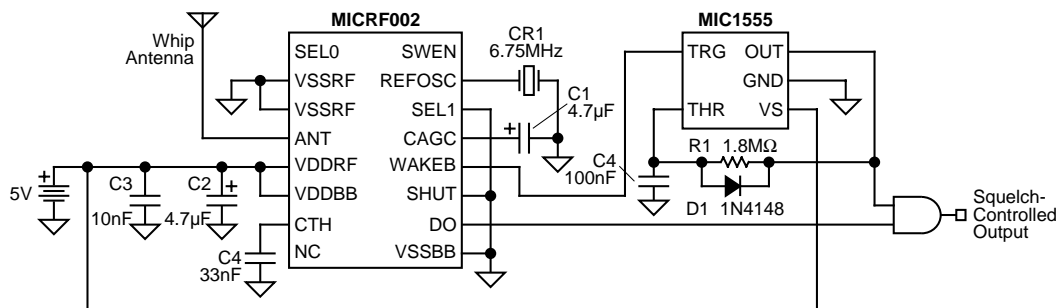 MICRF002
MIC1555
Whip
Antenna
SEL0
VSSRF
VSSRF
ANT
VDDRF
VDDBB
CTH
NC
SWEN
REFOSC
SEL1
CAGC
WAKEB
SHUT
DO
VSSBB
CR1
6.75MHz
C1
4.7µF
+
TRG
THR
OUT
GND
VS
R1 1.8MΩ
C4
100nF
D1 1N4148
+
5V
C3
10nF
C2
4.7µF
+
C4
33nF
Squelch-
Controlled
Output